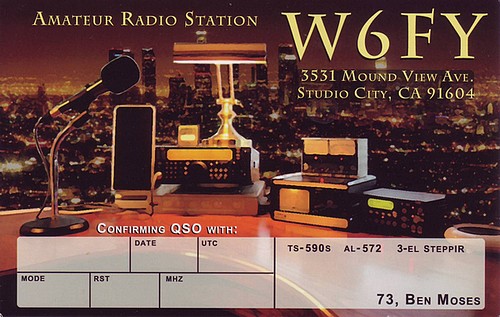 Amateur Radio Station
W6FY
3531 Mound View Ave.
Studio City, CA 91604
Confirming QSO with:
DATE UTC
MODE RST MHZ
TS-590S AL-572 3-EL STEPPIR
73, Ben Moses